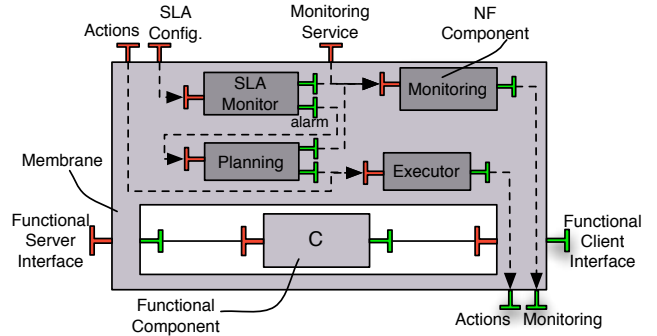 Actions
SLA
Config.
Monitoring
Service
NF
Component
SLA
Monitor
Monitoring
alarm
Planning
Executor
Membrane
Functional
Server
Interface
C
Functional
Client
Interface
Functional
Component
Actions
Monitoring